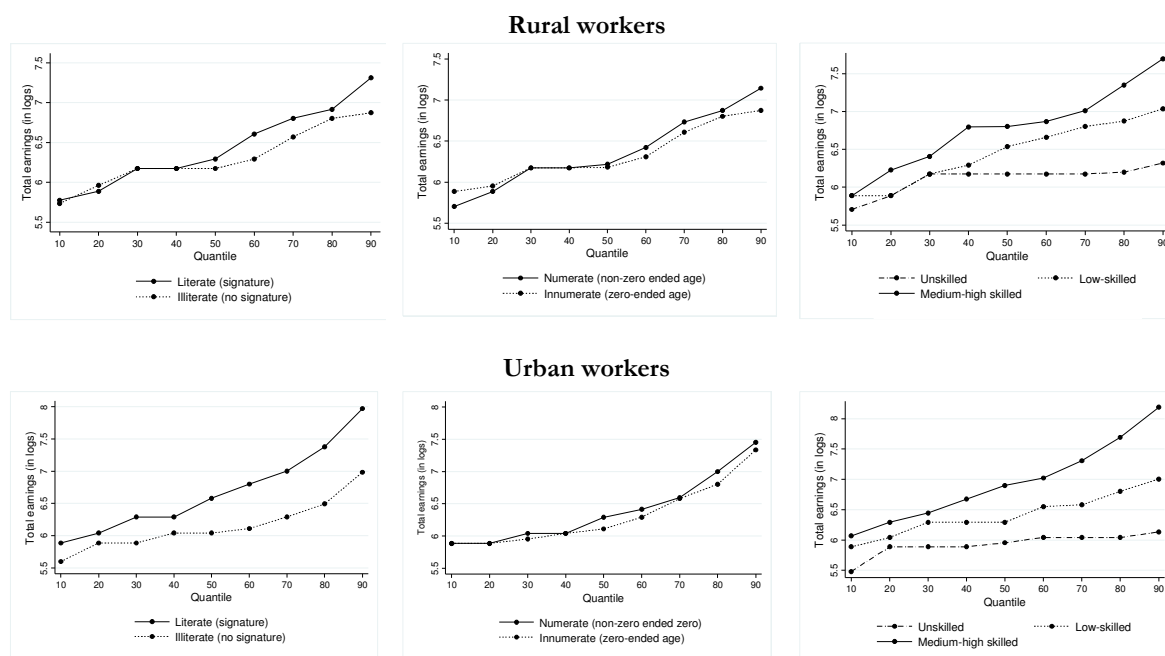 Rural workers
Total earnings (in logs)
5.5 6 6.5 7 7.5
10 20 30 40 50 60 70 80 90
Quantile
Literate (signature)
Illiterate (no signature)
Total earnings (in logs)
5.5 6 6.5 7 7.5
10 20 30 40 50 60 70 80 90
Quantile
Numerate (non-zero ended age)
Innumerate (zero-ended age)
Total earnings (in logs)
5.5 6 6.5 7 7.5
10 20 30 40 50 60 70 80 90
Quantile
Unskilled Low-skilled
Medium-high skilled
Urban workers
Total earnings (in logs)
5.5 6 6.5 7 7.5 8
10 20 30 40 50 60 70 80 90
Quantile
Literate (signature)
Illiterate (no signature)
Total earnings (in logs)
5.5 6 6.5 7 7.5 8
10 20 30 40 50 60 70 80 90
Quantile
Numerate (non-zero ended zero)
Innumerate (zero-ended age)
Total earnings (in logs)
5.5 6 6.5 7 7.5 8
10 20 30 40 50 60 70 80 90
Quantile
Unskilled Low-skilled
Medium-high skilled